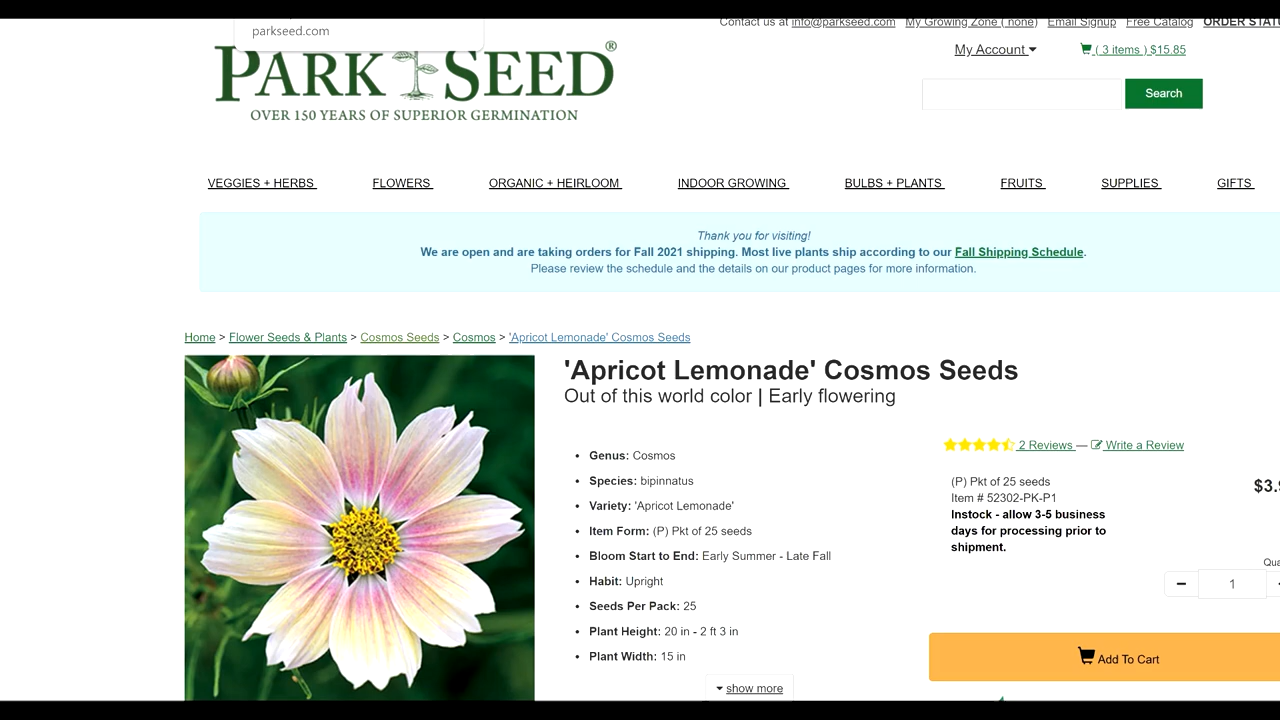 parkseed.com
Contact us at info@parkseed.com My Growing Zone ( none) Email Signup Free Catalog ORDER
My Account
( 3 items ) $15.85
PARK SEED®
OVER 150 YEARS OF SUPERIOR GERMINATION
Search
VEGGIES + HERBS FLOWERS ORGANIC + HEIRLOOM INDOOR GROWING BULBS + PLANTS FRUITS SUPPLIES GIFTS
Thank you for visiting!
We are open and are taking orders for Fall 2021 shipping. Most live plants ship according to our Fall Shipping Schedule.
Please review the schedule and the details on our product pages for more information.
Home > Flower Seeds & Plants > Cosmos Seeds > Cosmos > 'Apricot Lemonade' Cosmos Seeds
'Apricot Lemonade' Cosmos Seeds
Out of this world color | Early flowering
2 Reviews — Write a Review
• Genus: Cosmos
• Species: bipinnatus
• Variety: 'Apricot Lemonade'
• Item Form: (P) Pkt of 25 seeds
• Bloom Start to End: Early Summer - Late Fall
• Habit: Upright
• Seeds Per Pack: 25
• Plant Height: 20 in - 2 ft 3 in
• Plant Width: 15 in
show more
(P) Pkt of 25 seeds
Item # 52302-PK-P1
Instock - allow 3-5 business
days for processing prior to
shipment.
1
Add To Cart